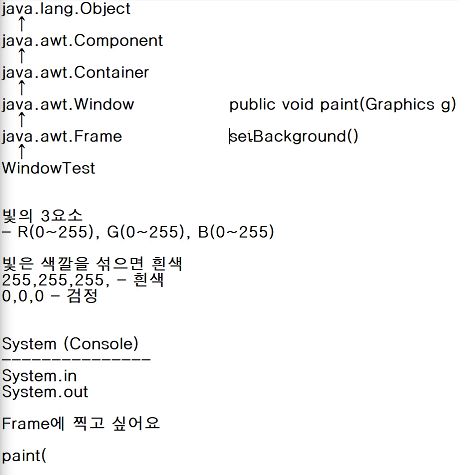 java.lang.Object
↑
java.awt.Component
↑
java.awt.Container
↑
java.awt.Window public void paint(Graphics g)
↑
java.awt.Frame setBackground()
↑
WindowTest
빛의 3요소
- R(0~255), G(0~255), B(0~255)
빛은 색깔을 섞으면 흰색
255,255,255, - 흰색
0,0,0 - 검정
System (Console)
---------------
System.in
System.out
Frame에 찍고 싶어요
paint(